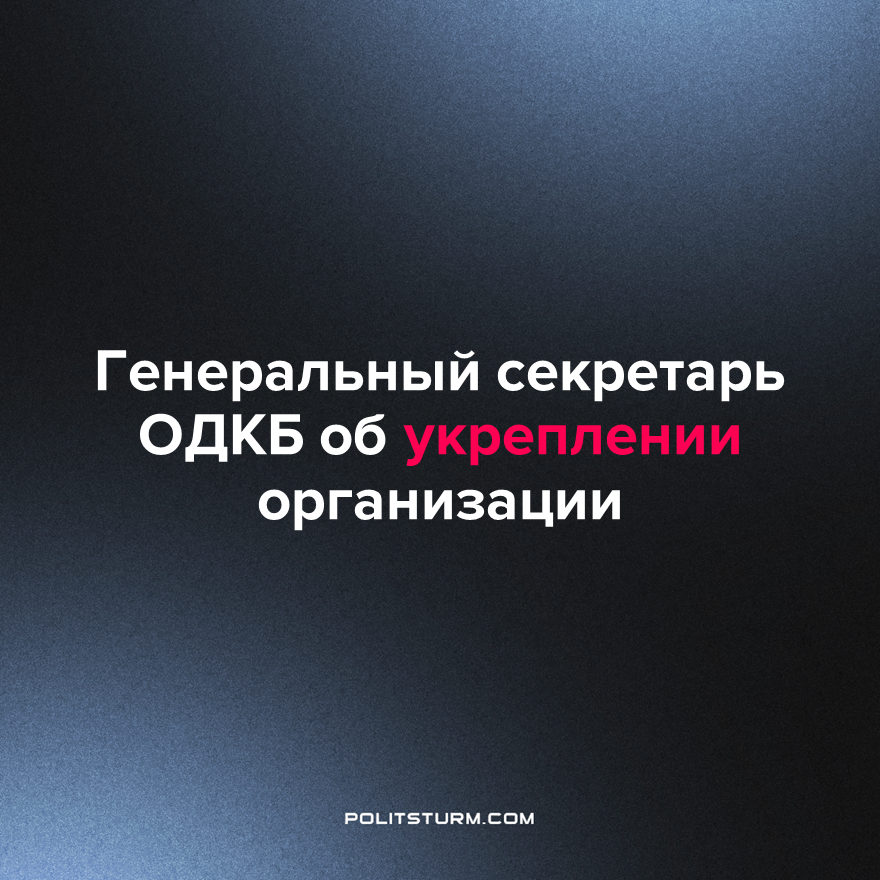 Генеральный секретарь
ОДКБ об укреплении
организации
POLITSTURM.COM